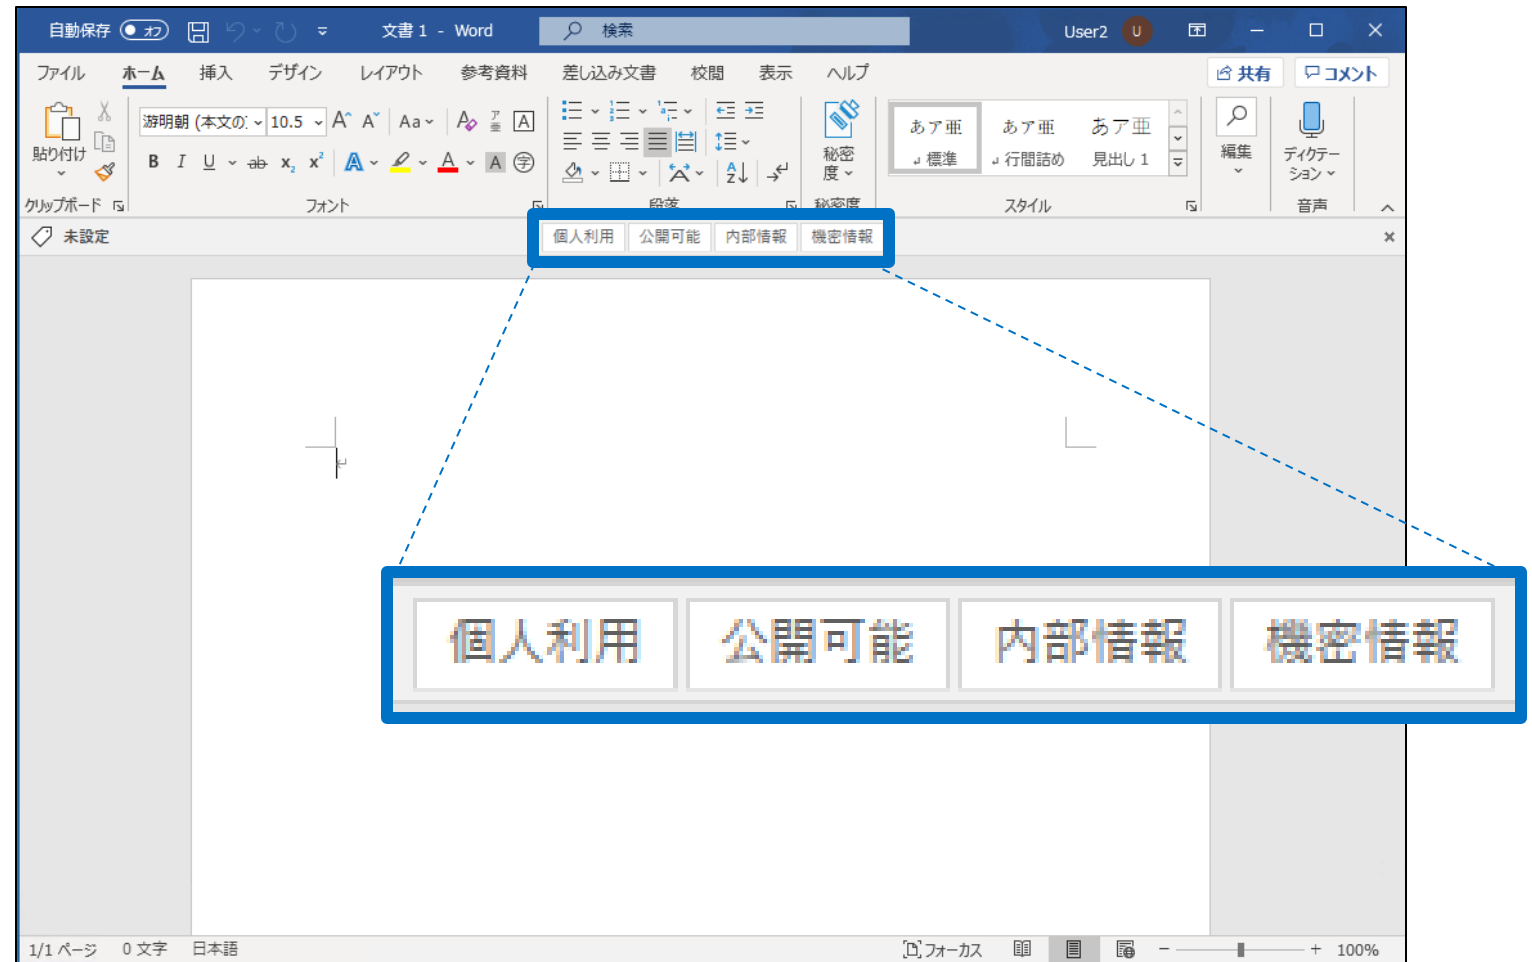 自動保存 オフ 文書 1 - Word 検索 User2 U
ファイル ホーム 挿入 デザイン レイアウト 参考資料 差し込み文書 校閲 表示 ヘルプ 共有 コメント
貼り付け
游明朝 (本文の 10.5 A A Aa A ア亜 A
B I U ab x2 x2 A A A 字
秘密度
あア亜 あア亜 あア亜
標準 行間詰め 見出し 1
編集
ディクテーション
クリップボード フォント 段落 秘密度 スタイル 音声
未設定 個人利用 公開可能 内部情報 機密情報
個人利用 公開可能 内部情報 機密情報
1/1 ページ 0 文字 日本語 フォーカス 100%